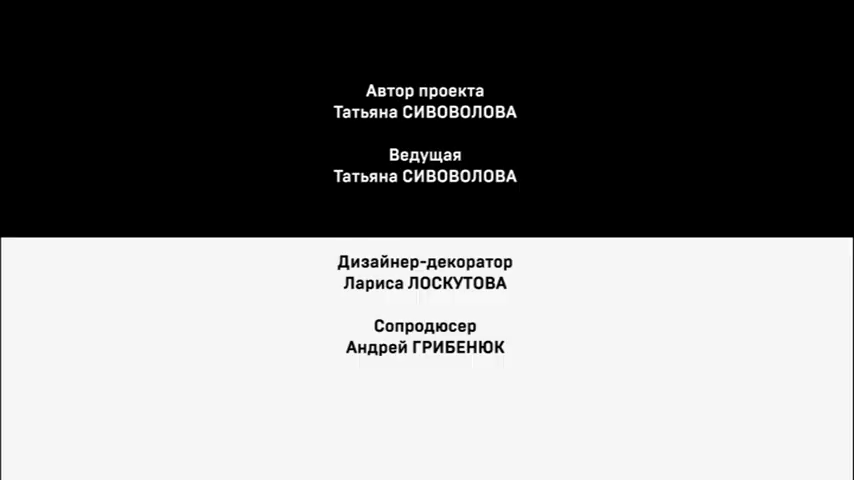 Автор проекта
Татьяна СИВОВОЛОВА
Ведущая
Татьяна СИВОВОЛОВА
Дизайнер-декоратор
Лариса ЛОСКУТОВА
Сопродюсер
Андрей ГРИБЕНЮК